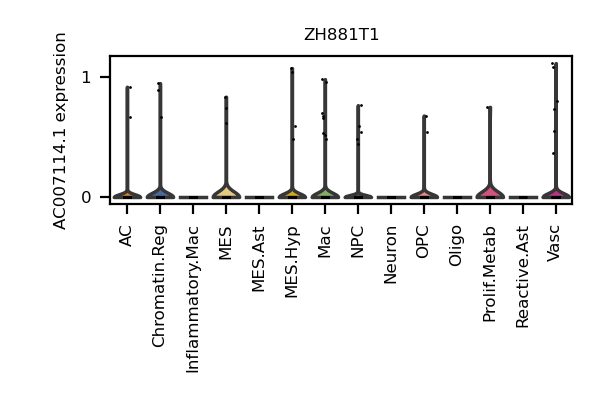 ZH881T1
AC007114.1 expression
1
0
AC
Chromatin.Reg
Inflammatory.Mac
MES
MES.Ast
MES.Hyp
Mac
NPC
Neuron
OPC
Oligo
Prolif.Metab
Reactive.Ast
Vasc